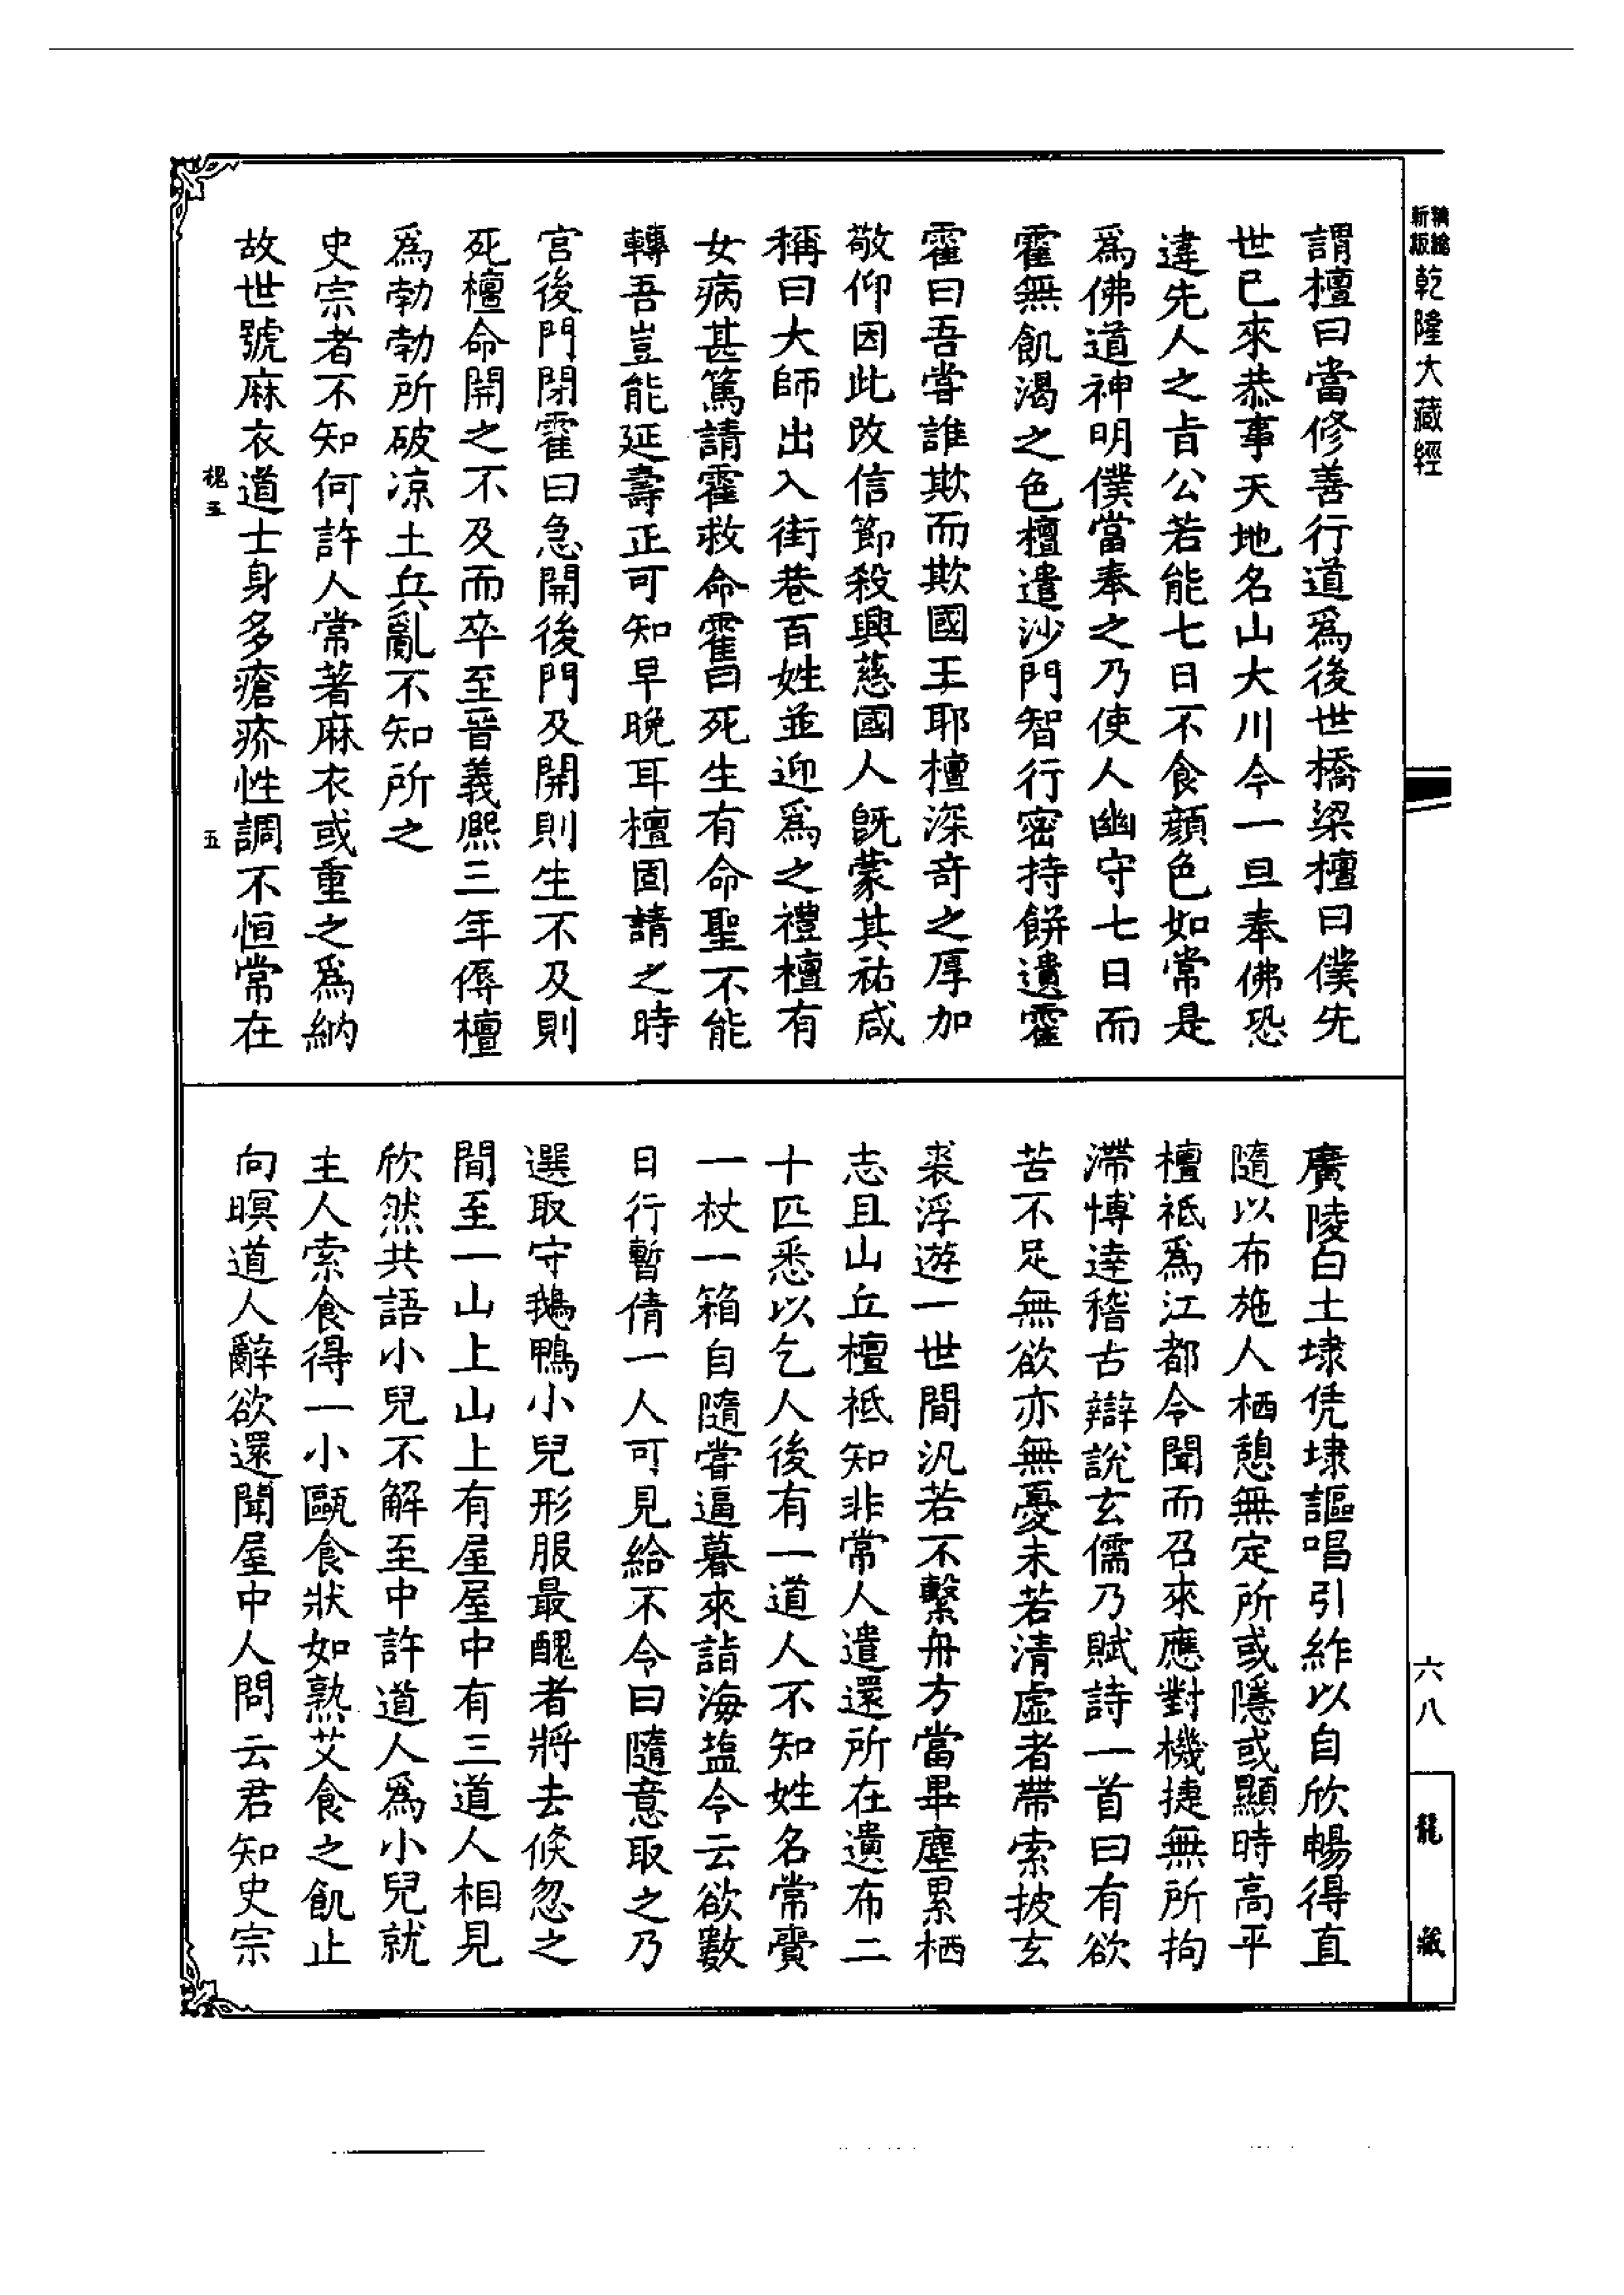 新版精繪
乾隆大藏經
謂檀曰當修善行道爲後世橋梁檀曰僕先
世已來恭事天地名山大川今一旦奉佛恐
違先人之旨公若能七日不食顔色如常是
爲佛道神明僕當奉之乃使人幽守七日而
霍無飢渴之色檀遣沙門智行密持餅遺霍
霍曰吾甞誰欺而欺國王耶檀深奇之厚加
敬仰因此改信節殺興慈國人旣蒙其祐咸
稱曰大師出入街巷百姓並迎爲之禮檀有
女病甚篤請霍救命霍曰死生有命聖不能
轉吾豈能延壽正可知早晚耳檀固請之時
宮後門閉霍曰急開後門及開則生不及則
死檀命開之不及而卒至晉義熈三年傉檀
爲勃勃所破凉土兵亂不知所之
史宗者不知何許人常著麻衣或重之爲納
故世號麻衣道士身多瘡疥性調不恒常在
槐五
五
廣陵白土埭凭埭謳唱引䋏以自欣暢得直
隨以布施人栖憩無定所或隱或顯時高平
檀祇爲江都令聞而召來應對機捷無所拘
滯博達稽古辯說玄儒乃賦詩一首曰有欲
苦不足無欲亦無憂未若清虛者帶索披玄
裘浮遊一世間汎若不繫舟方當畢塵累栖
志且山丘檀祇知非常人遣還所在遺布二
十匹悉以乞人後有一道人不知姓名常賷
一杖一箱自隨甞逼暮來詣海塩令云欲數
日行暫倩一人可見給不令曰隨意取之乃
選取守鵝鴨小兒形服最醜者將去倐忽之
間至一山上山上有屋屋中有三道人相見
欣然共語小兒不解至中許道人爲小兒就
主人索食得一小甌食狀如熟艾食之飢止
向暝道人辭欲還聞屋中人問云君知史宗
六八
龍藏